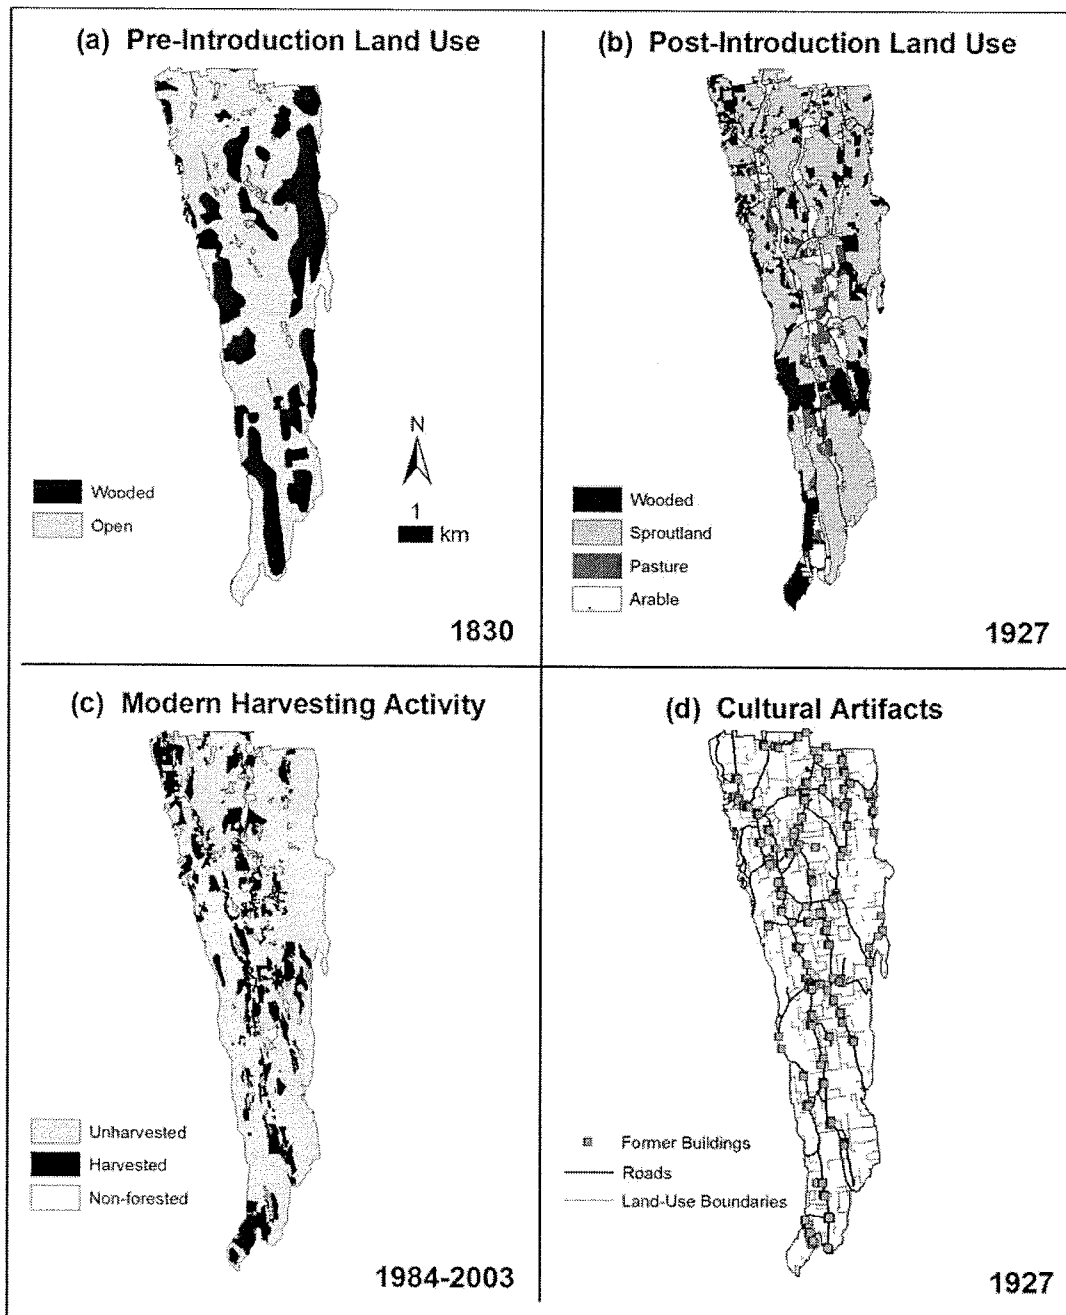 (a) Pre-Introduction Land Use
Wooded
Open
N
1
km
1830
(b) Post-Introduction Land Use
Wooded
Sproutland
Pasture
Arable
1927
(c) Modern Harvesting Activity
Unharvested
Harvested
Non-forested
1984-2003
(d) Cultural Artifacts
Former Buildings
Roads
Land-Use Boundaries
1927